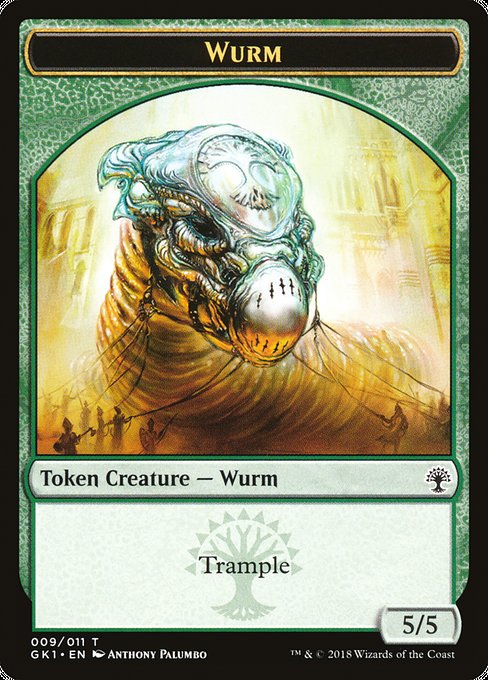 Wurm
Token Creature — Wurm
Trample
5/5
009/011 T
GK1 • EN Anthony Palumbo
™ & © 2018 Wizards of the Coast